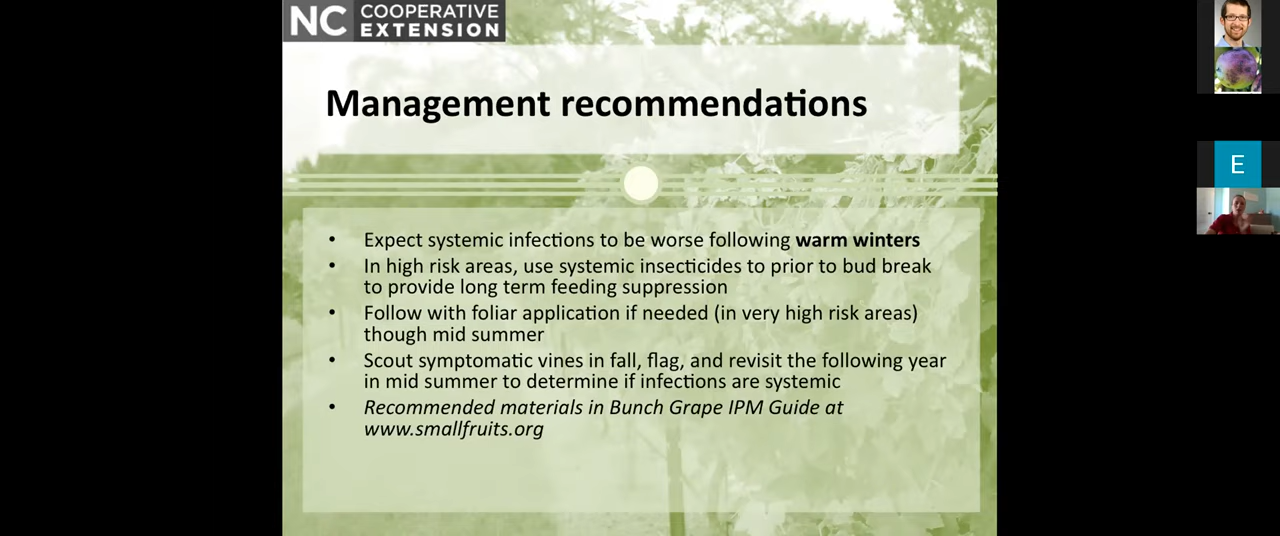 NC COOPERATIVE
EXTENSION
Management recommendations
• Expect systemic infections to be worse following warm winters
• In high risk areas, use systemic insecticides to prior to bud break
to provide long term feeding suppression
• Follow with foliar application if needed (in very high risk areas)
though mid summer
• Scout symptomatic vines in fall, flag, and revisit the following year
in mid summer to determine if infections are systemic
• Recommended materials in Bunch Grape IPM Guide at
www.smallfruits.org
E